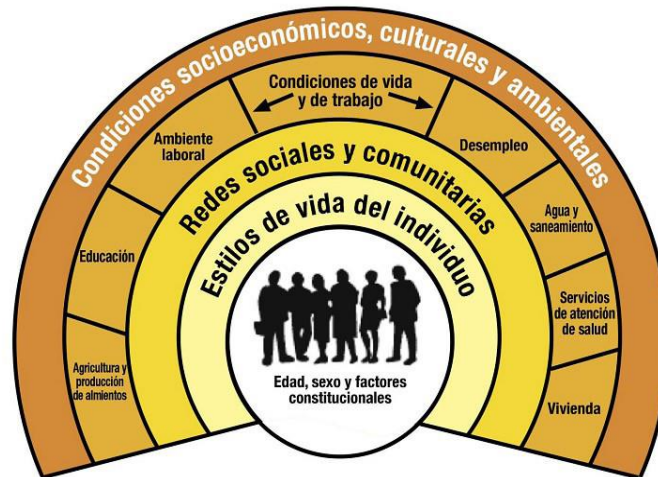 Condiciones socioeconómicos, culturales y ambientales
Condiciones de vida
y de trabajo
Ambiente
laboral
Desempleo
Redes sociales y comunitarias
Estilos de vida del individuo
Educación
Agua y
saneamiento
Servicios
de atención
de salud
Agricultura y
producción
de almientos
Vivienda
Edad, sexo y factores
constitucionales